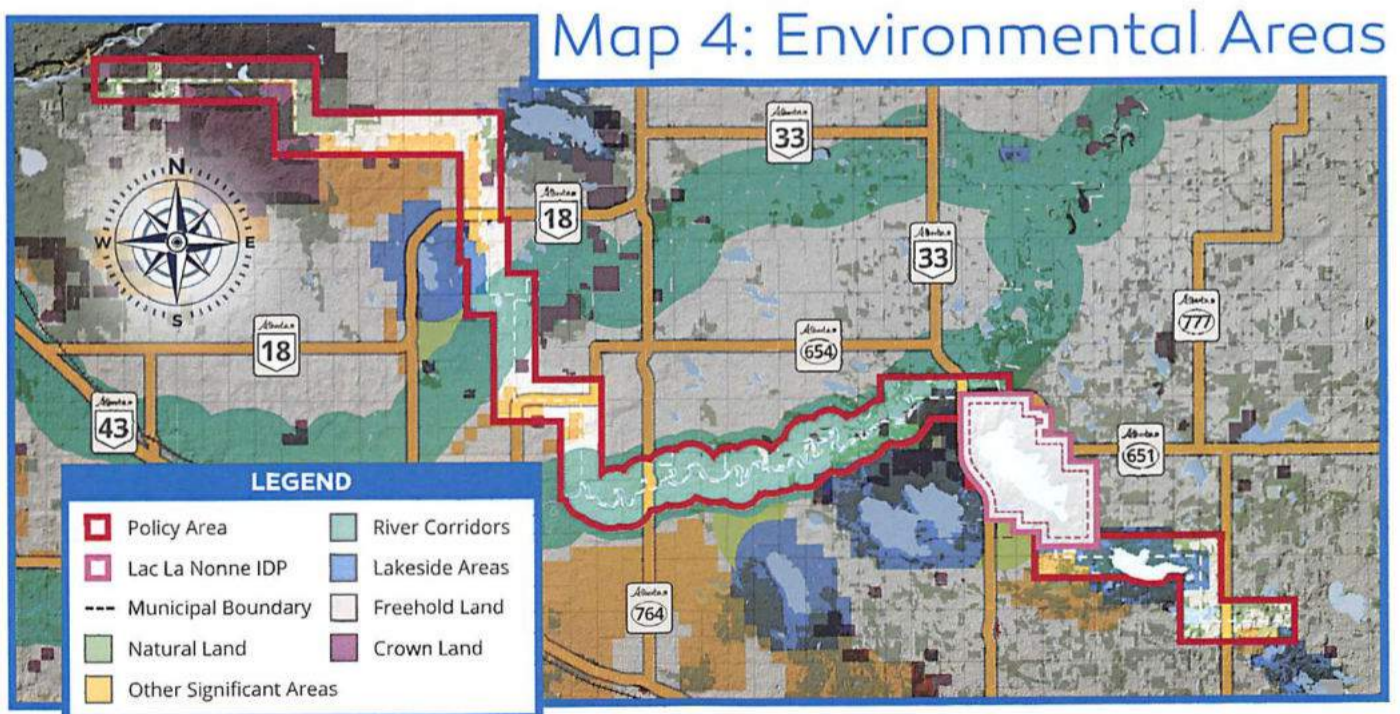 Map 4: Environmental Areas
Alberta
33
N
Alberta
18
W
E
Alberta
33
S
Alberta
777
Alberta
18
Alberta
654
43
Alberta
651
LEGEND
Policy Area
River Corridors
Lac La Nonne IDP
Lakeside Areas
Municipal Boundary
Freehold Land
Natural Land
Crown Land
Other Significant Areas
Alberta
764